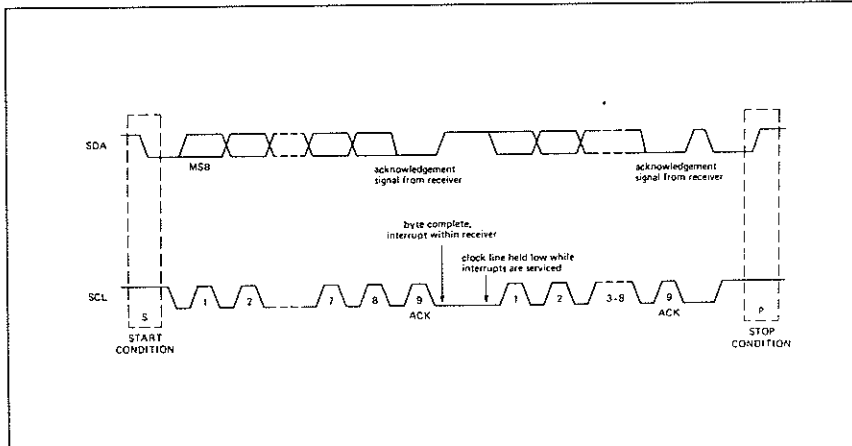 SDA
MSB
acknowledgement
signal from receiver
acknowledgement
signal from receiver
byte complete,
interrupt within receiver
clock line held low while
interrupts are serviced
SCL
S
1
2
7
8
9
1
2
3-8
9
P
ACK
ACK
START
CONDITION
STOP
CONDITION